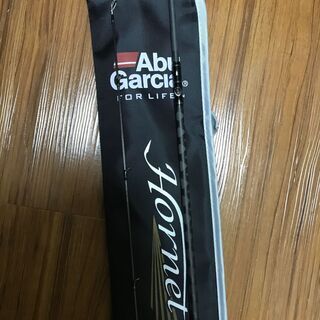 Abu
Garcia®
FOR LIFE
Hornet